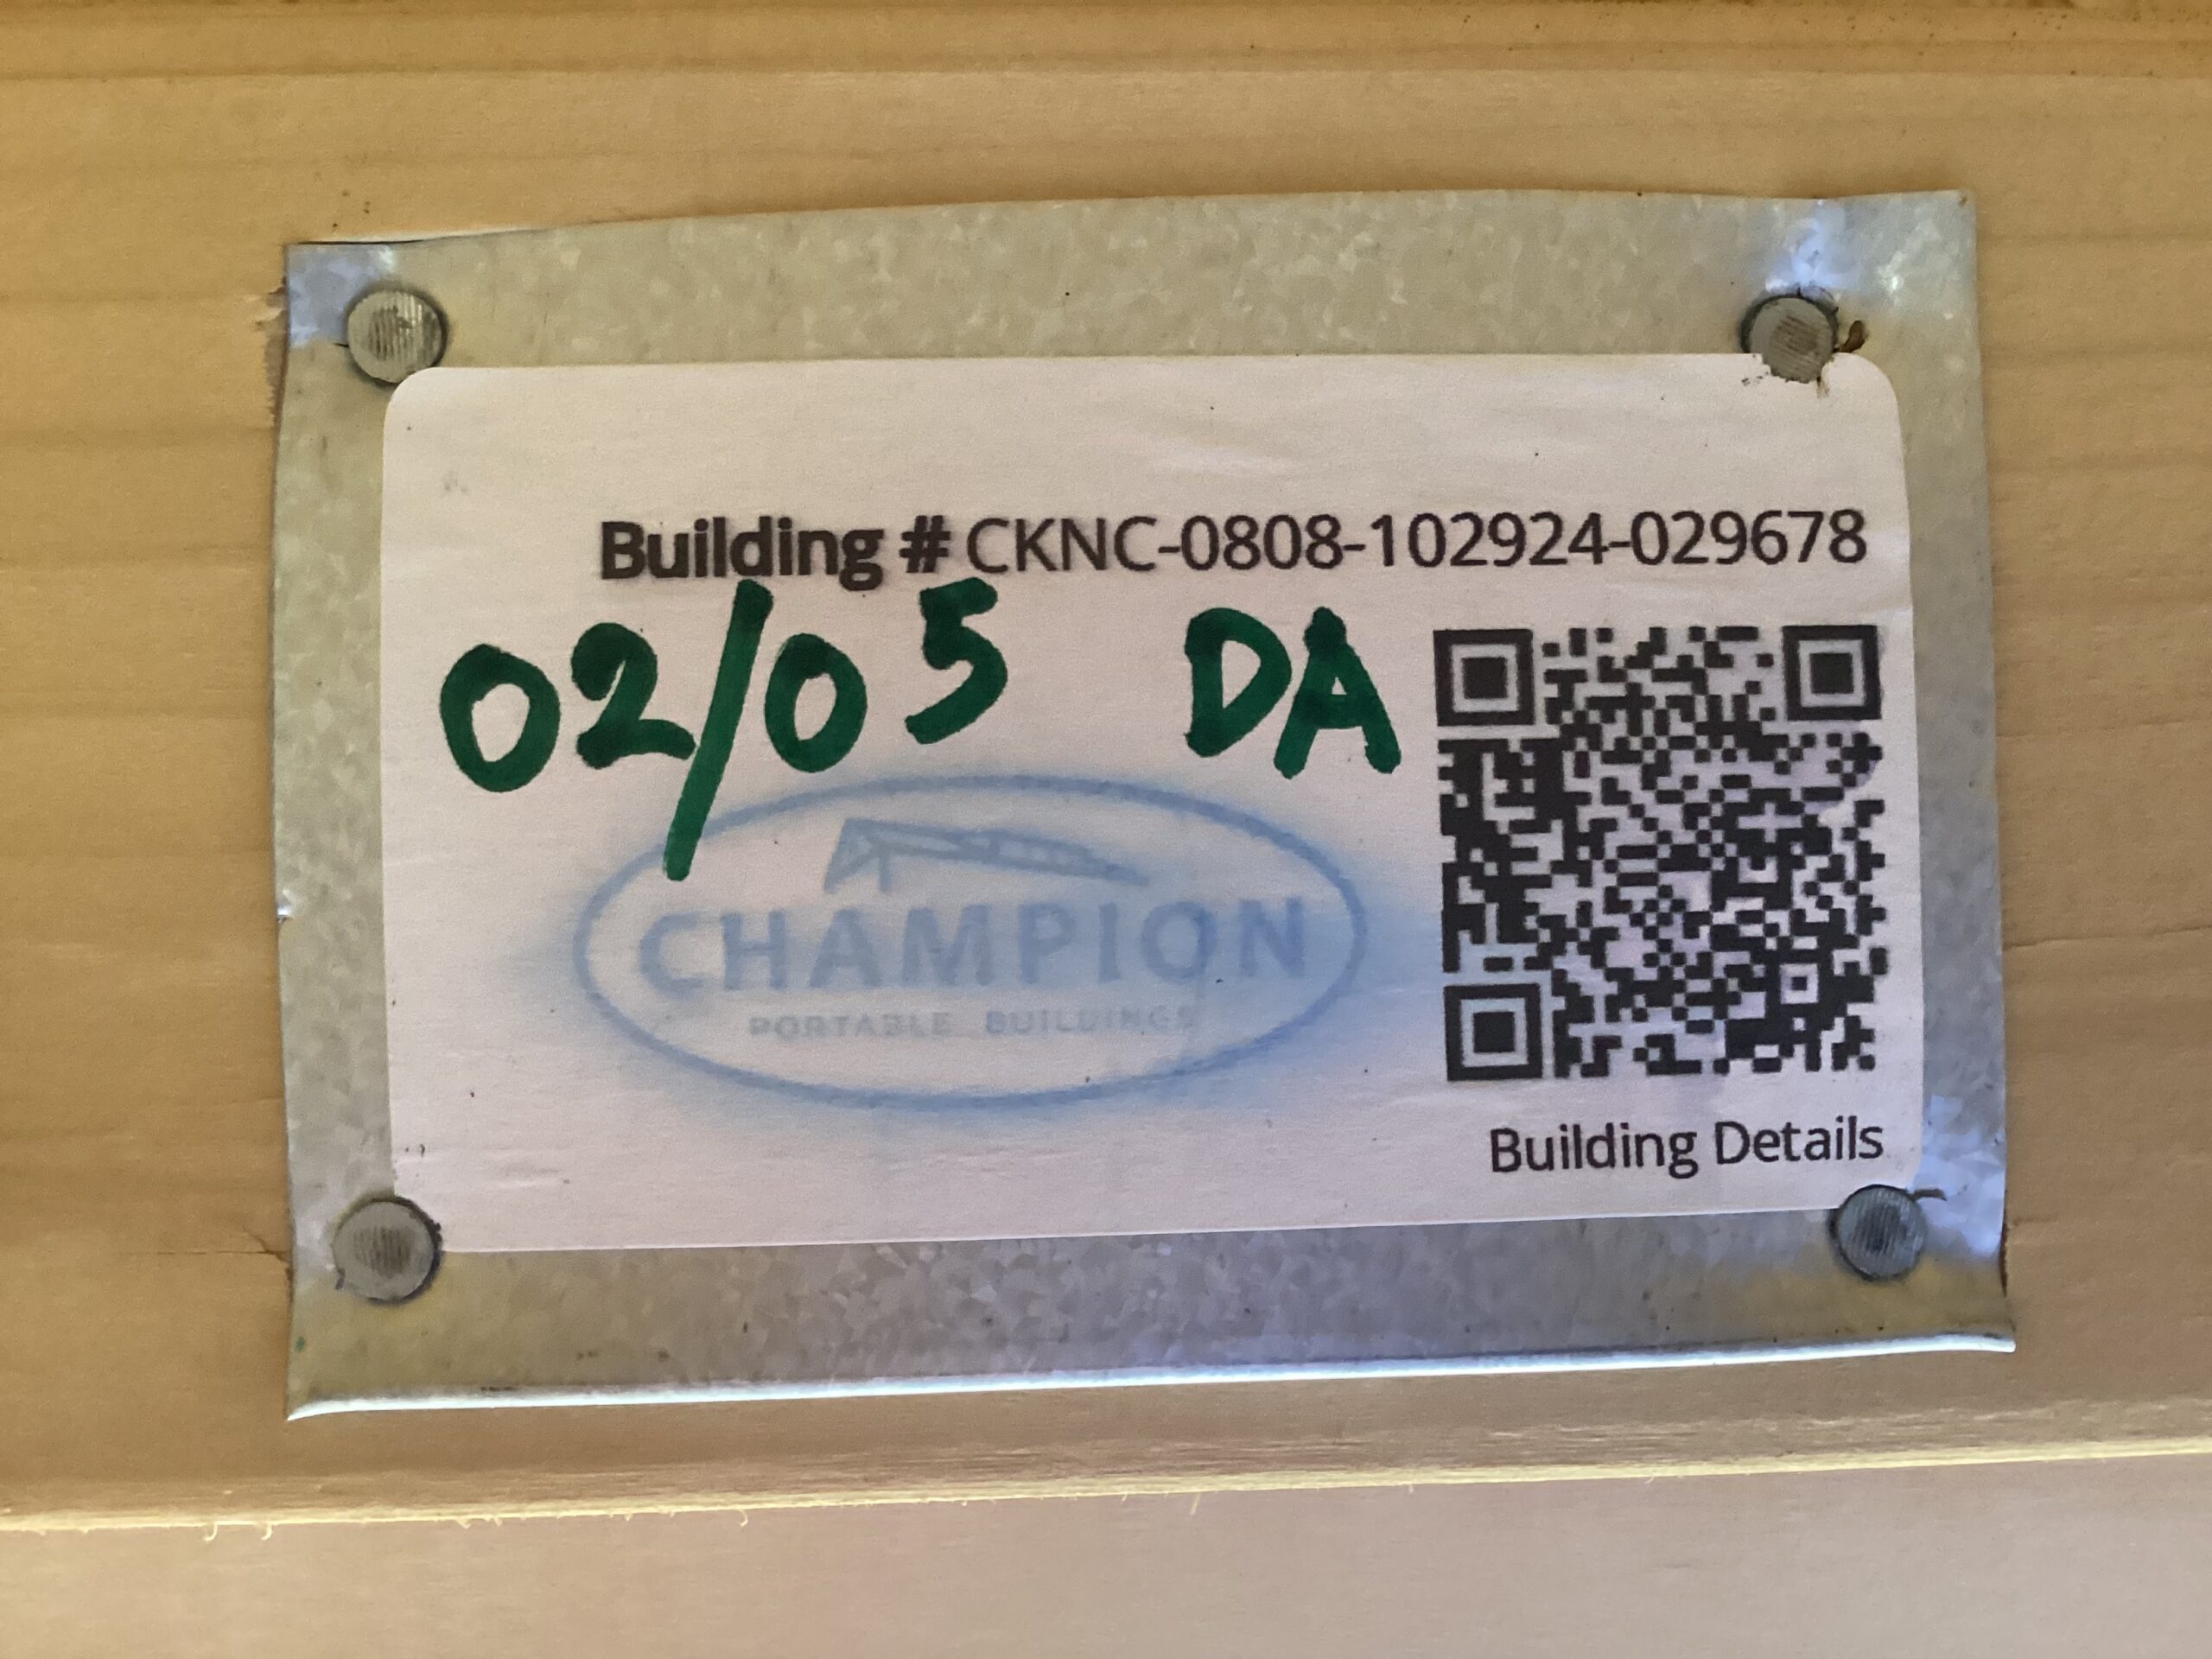 Building # CKNC-0808-102924-029678
02/05 DA
CHAMPION
PORTABLE BUILDINGS
Building Details